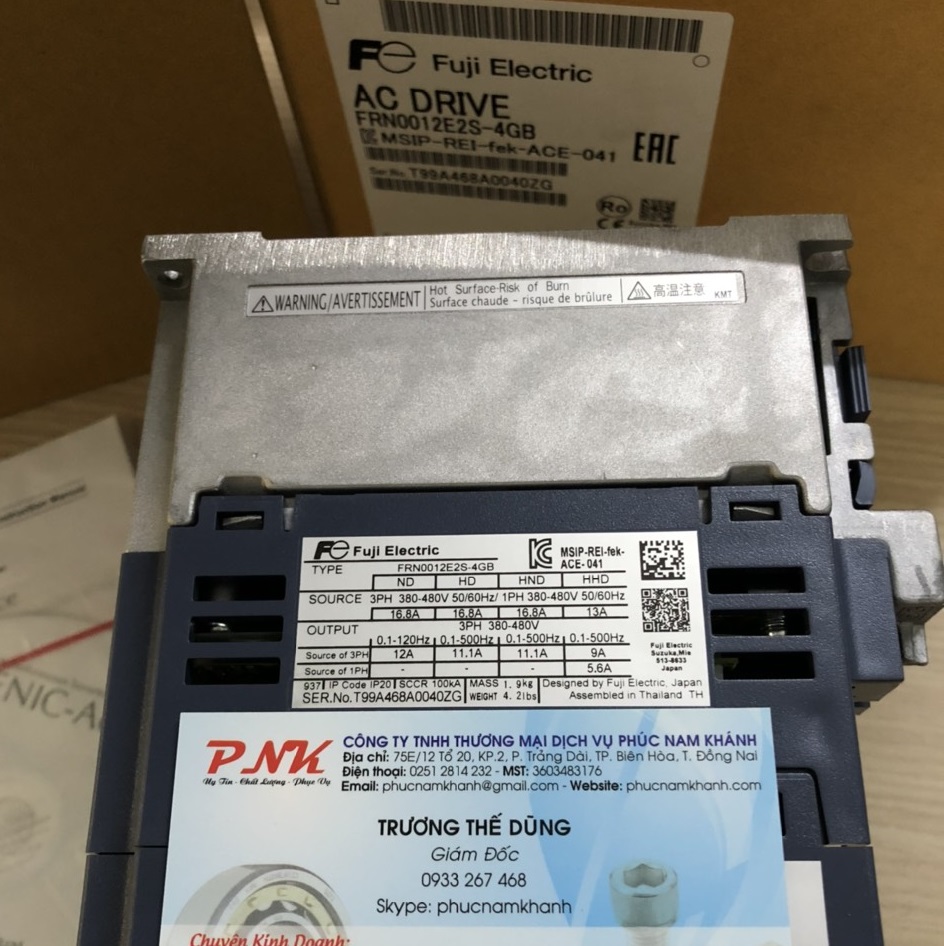 Fe Fuji Electric
AC DRIVE
FRN0012E2S-4GB
MSIP-REI-fek-ACE-041 EAC
Ser.No. T99A468A0040ZG
Ro
CE
WARNING/AVERTISSEMENT Hot Surface-Risk of Burn
Surface chaude - risque de brûlure
高温注意 KMT
Fe Fuji Electric
MSIP-REI-fek-
ACE-041
TYPE FRN0012E2S-4GB
ND HD HND HHD
SOURCE 3PH 380-480V 50/60Hz/ 1PH 380-480V 50/60Hz
16.8A 16.8A 16.8A 13A
OUTPUT 3PH 380-480V
0.1-120Hz 0.1-500Hz 0.1-500Hz 0.1-500Hz
Source of 3PH 12A 11.1A 11.1A 9A
Source of 1PH - - - 5.6A
Fuji Electric
Suzuka,Mie
513-8633
Japan
937 IP Code IP20 SCCR 100kA MASS 1.9kg Designed by Fuji Electric, Japan
SER.No.T99A468A0040ZG WEIGHT 4.2lbs Assembled in Thailand TH
PNK
Uy Tín - Chất Lượng - Phục Vụ
CÔNG TY TNHH THƯƠNG MẠI DỊCH VỤ PHÚC NAM KHÁNH
Địa chỉ: 75E/12 Tổ 20, KP.2, P. Trảng Dài, TP. Biên Hòa, T. Đồng Nai
Điện thoại: 0251 2814 232 - MST: 3603483176
Email: phucnamkhanh@gmail.com - Website: phucnamkhanh.com
TRƯƠNG THẾ DŨNG
Giám Đốc
0933 267 468
Skype: phucnamkhanh
Chuyên Kinh Doanh: